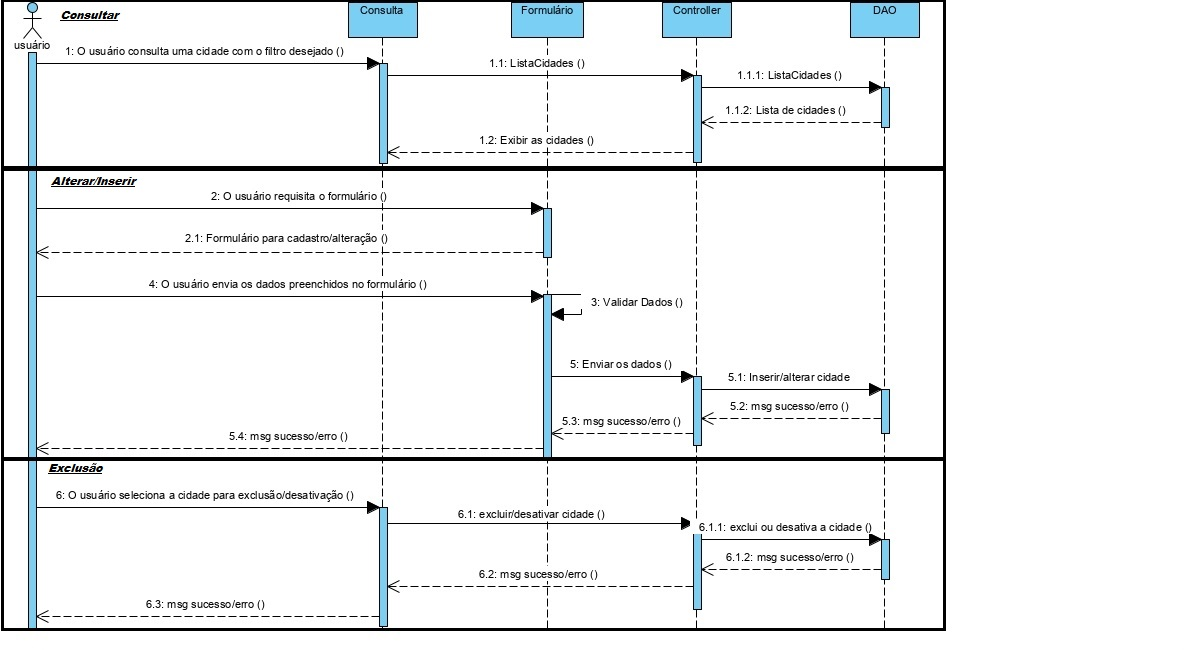 Consulta
Formulário
Controller
DAO
usuário
Consultar
1: O usuário consulta uma cidade com o filtro desejado ()
1.1: ListaCidades ()
1.1.1: ListaCidades ()
1.1.2: Lista de cidades ()
1.2: Exibir as cidades ()
Alterar/Inserir
2: O usuário requisita o formulário ()
2.1: Formulário para cadastro/alteração ()
4: O usuário envia os dados preenchidos no formulário ()
3: Validar Dados ()
5: Enviar os dados ()
5.1: Inserir/alterar cidade
5.2: msg sucesso/erro ()
5.3: msg sucesso/erro ()
5.4: msg sucesso/erro ()
Exclusão
6: O usuário seleciona a cidade para exclusão/desativação ()
6.1: excluir/desativar cidade ()
6.1.1: exclui ou desativa a cidade ()
6.1.2: msg sucesso/erro ()
6.2: msg sucesso/erro ()
6.3: msg sucesso/erro ()